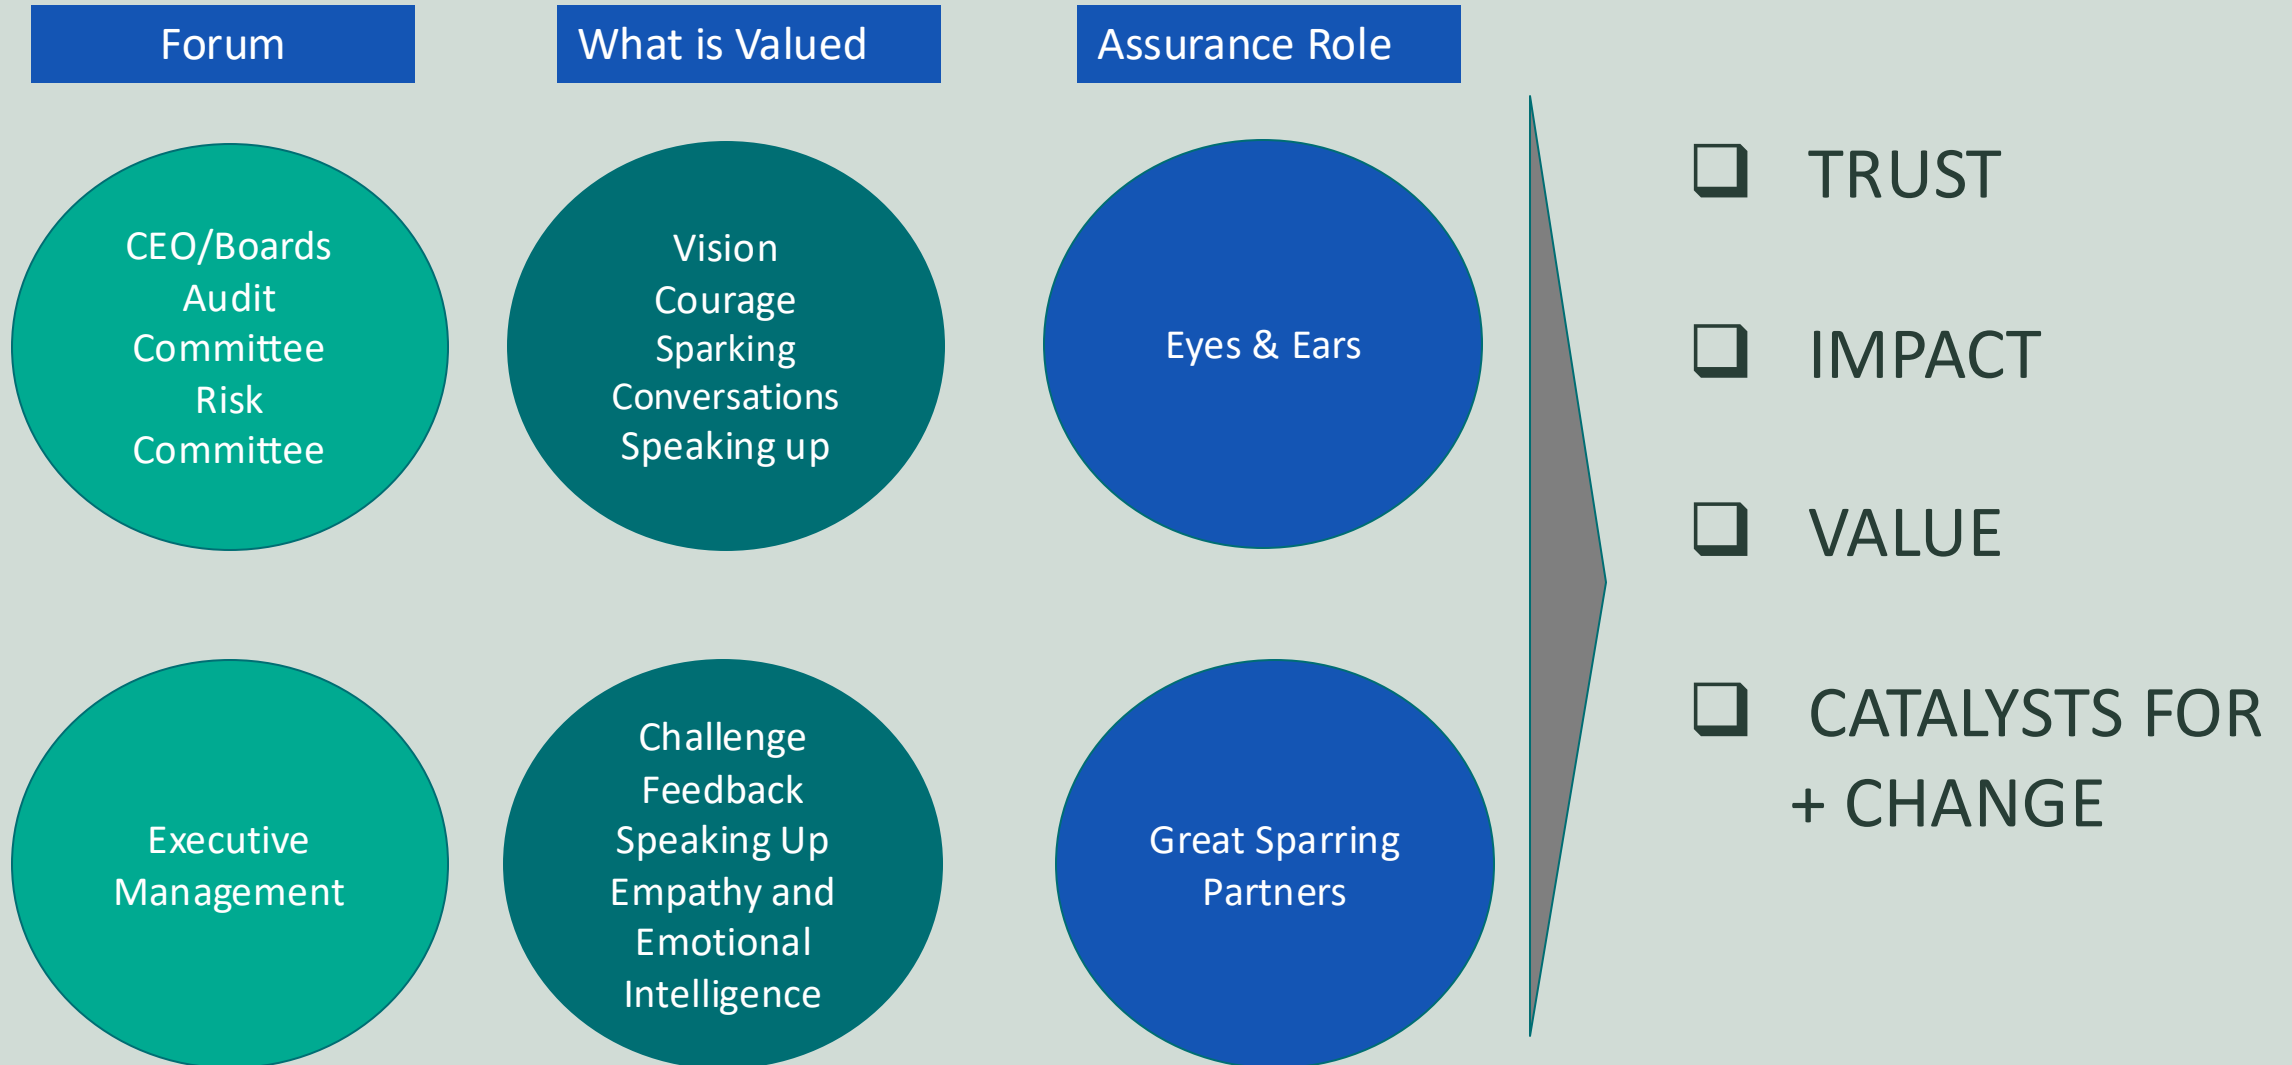 Forum
What is Valued
Assurance Role
CEO/Boards
Audit
Committee
Risk
Committee
Vision
Courage
Sparking
Conversations
Speaking up
Eyes & Ears
Executive
Management
Challenge
Feedback
Speaking Up
Empathy and
Emotional
Intelligence
Great Sparring
Partners
TRUST
IMPACT
VALUE
CATALYSTS FOR
+ CHANGE